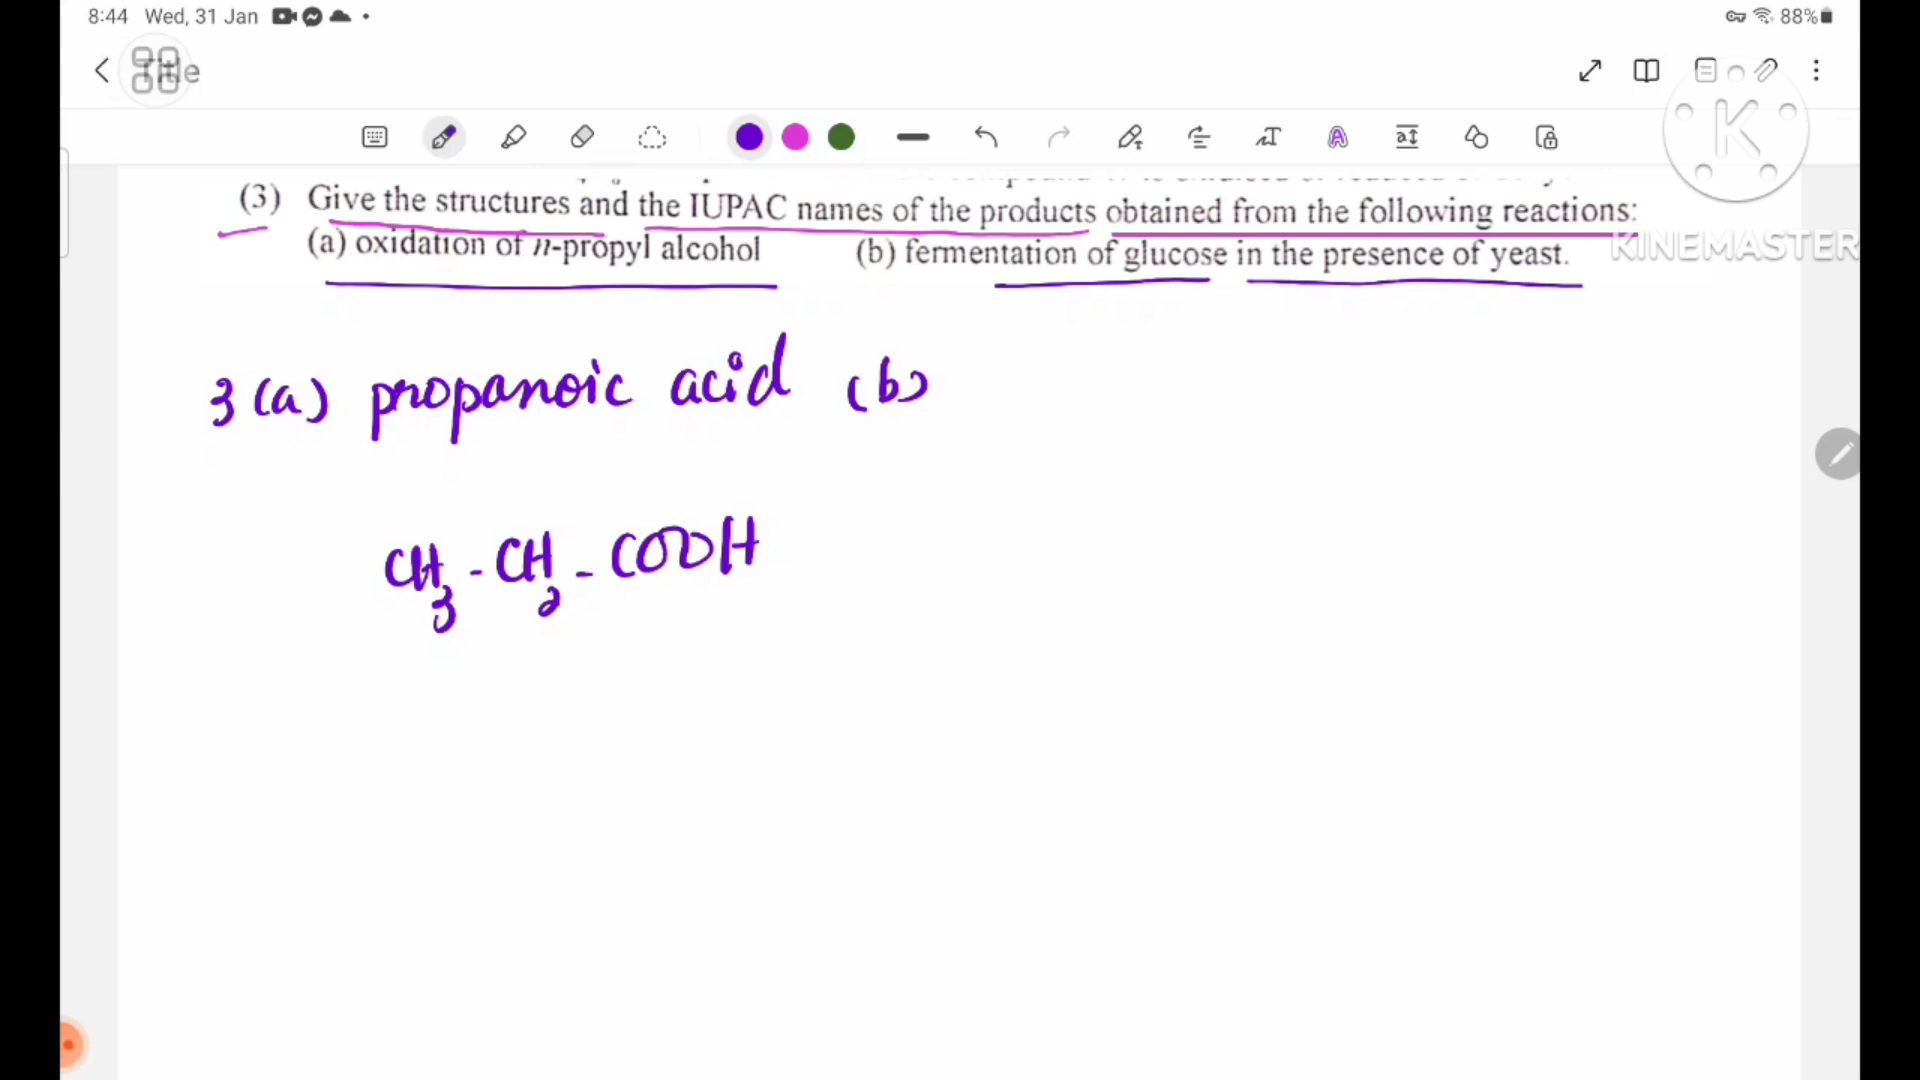 8:44 Wed, 31 Jan 88%
Title
K
(3) Give the structures and the IUPAC names of the products obtained from the following reactions:
KINEMASTER
(a) oxidation of n-propyl alcohol (b) fermentation of glucose in the presence of yeast.
3 (a) propanoic acid (b)
CH3 - CH2 - COOH